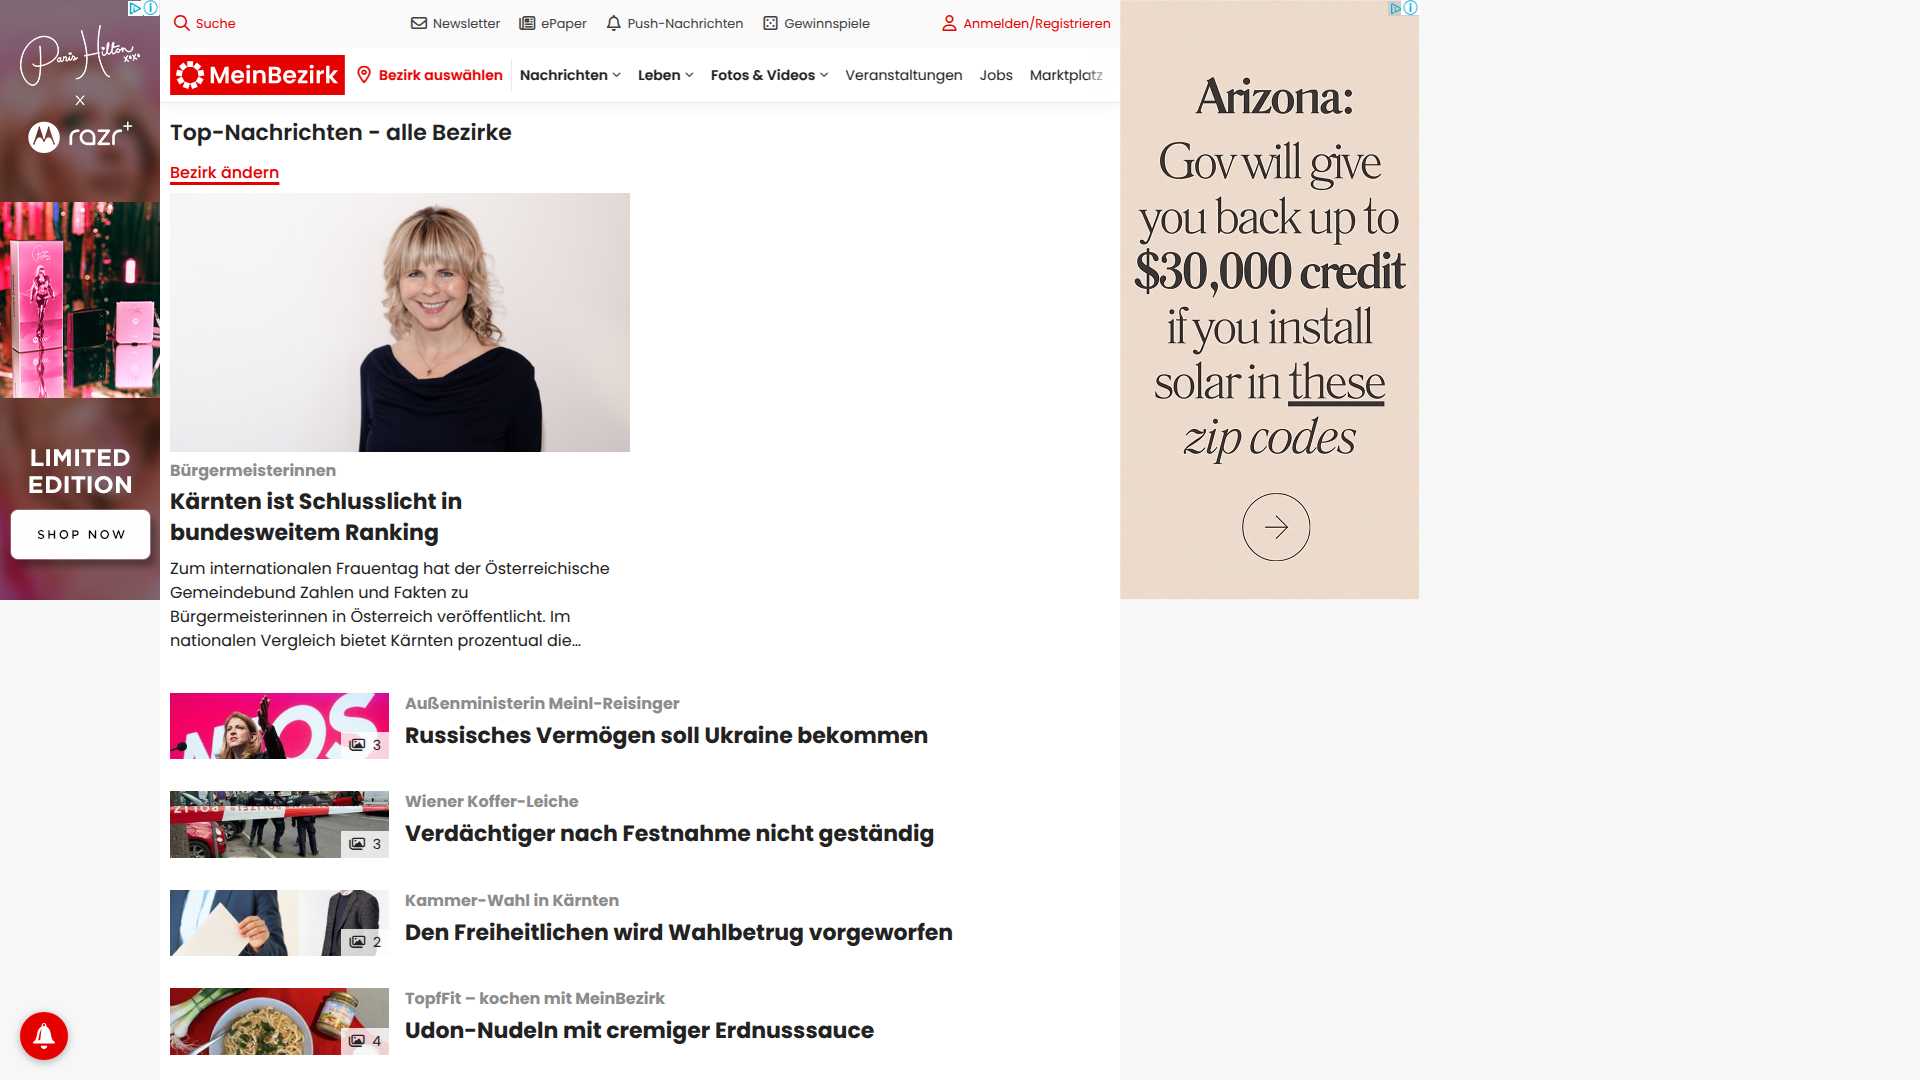 Suche
Newsletter
ePaper
Push-Nachrichten
Gewinnspiele
Anmelden/Registrieren
MeinBezirk
Bezirk auswählen
Nachrichten
Leben
Fotos & Videos
Veranstaltungen
Jobs
Marktplatz
Paris Hilton
xoxo
X
razr+
LIMITED
EDITION
SHOP NOW
Top-Nachrichten - alle Bezirke
Bezirk ändern
Bürgermeisterinnen
Kärnten ist Schlusslicht in
bundesweitem Ranking
Zum internationalen Frauentag hat der Österreichische
Gemeindebund Zahlen und Fakten zu
Bürgermeisterinnen in Österreich veröffentlicht. Im
nationalen Vergleich bietet Kärnten prozentual die...
3
Außenministerin Meinl-Reisinger
Russisches Vermögen soll Ukraine bekommen
3
Wiener Koffer-Leiche
Verdächtiger nach Festnahme nicht geständig
2
Kammer-Wahl in Kärnten
Den Freiheitlichen wird Wahlbetrug vorgeworfen
4
TopfFit – kochen mit MeinBezirk
Udon-Nudeln mit cremiger Erdnusssauce
Arizona:
Gov will give
you back up to
$30,000 credit
if you install
solar in these
zip codes